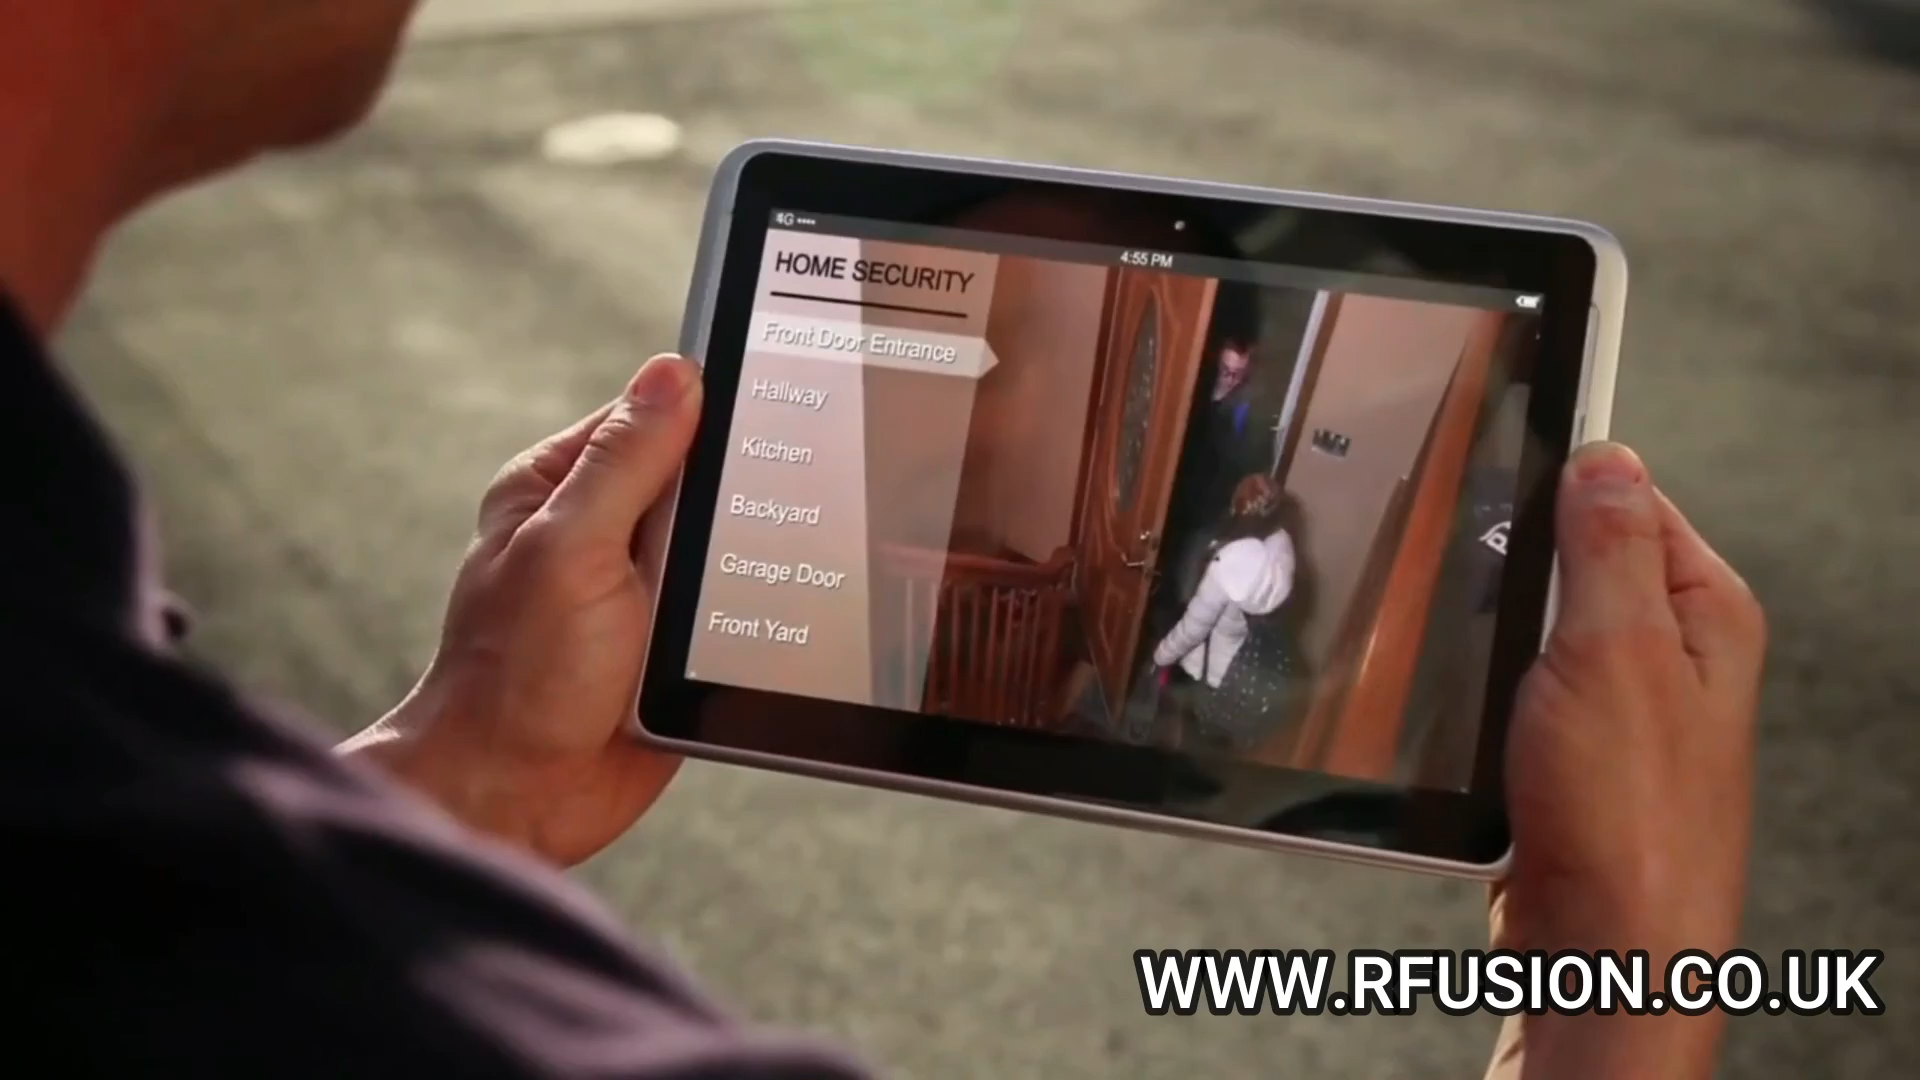 4G
4:55 PM
HOME SECURITY
Front Door Entrance
Hallway
Kitchen
Backyard
Garage Door
Front Yard
WWW.RFUSION.CO.UK